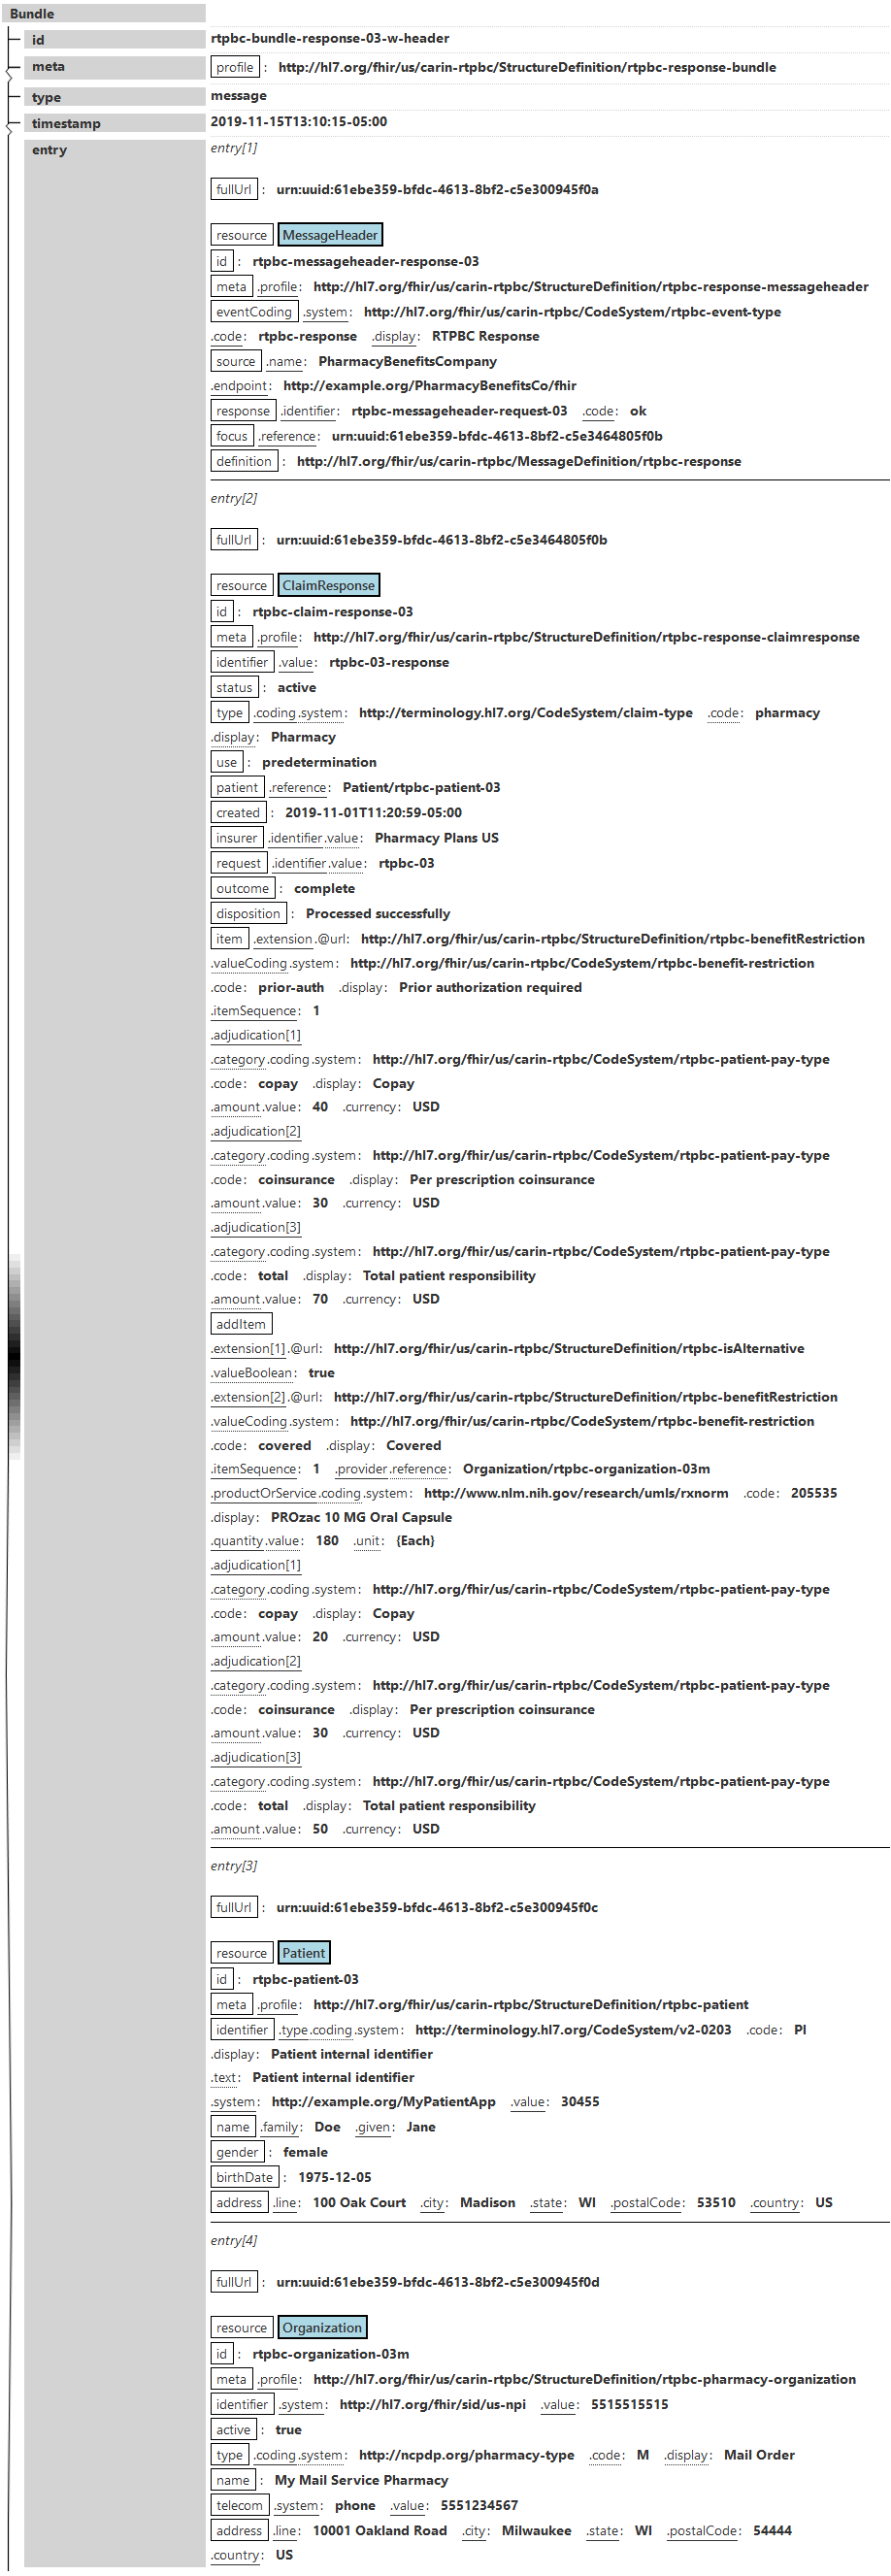 Bundle
id rtpbc-bundle-response-03-w-header
meta profile : http://hl7.org/fhir/us/carin-rtpbc/StructureDefinition/rtpbc-response-bundle
type message
timestamp 2019-11-15T13:10:15-05:00
entry entry[1]
fullUrl : urn:uuid:61ebe359-bfdc-4613-8bf2-c5e300945f0a
resource MessageHeader
id : rtpbc-messageheader-response-03
meta .profile: http://hl7.org/fhir/us/carin-rtpbc/StructureDefinition/rtpbc-response-messageheader
eventCoding .system: http://hl7.org/fhir/us/carin-rtpbc/CodeSystem/rtpbc-event-type
.code: rtpbc-response .display: RTPBC Response
source .name: PharmacyBenefitsCompany
.endpoint: http://example.org/PharmacyBenefitsCo/fhir
response .identifier: rtpbc-messageheader-request-03 .code: ok
focus .reference: urn:uuid:61ebe359-bfdc-4613-8bf2-c5e3464805f0b
definition : http://hl7.org/fhir/us/carin-rtpbc/MessageDefinition/rtpbc-response
entry[2]
fullUrl : urn:uuid:61ebe359-bfdc-4613-8bf2-c5e3464805f0b
resource ClaimResponse
id : rtpbc-claim-response-03
meta .profile: http://hl7.org/fhir/us/carin-rtpbc/StructureDefinition/rtpbc-response-claimresponse
identifier .value: rtpbc-03-response
status : active
type .coding.system: http://terminology.hl7.org/CodeSystem/claim-type .code: pharmacy
.display: Pharmacy
use : predetermination
patient .reference: Patient/rtpbc-patient-03
created : 2019-11-01T11:20:59-05:00
insurer .identifier.value: Pharmacy Plans US
request .identifier.value: rtpbc-03
outcome : complete
disposition : Processed successfully
item .extension.@url: http://hl7.org/fhir/us/carin-rtpbc/StructureDefinition/rtpbc-benefitRestriction
.valueCoding.system: http://hl7.org/fhir/us/carin-rtpbc/CodeSystem/rtpbc-benefit-restriction
.code: prior-auth .display: Prior authorization required
.itemSequence: 1
.adjudication[1]
.category.coding.system: http://hl7.org/fhir/us/carin-rtpbc/CodeSystem/rtpbc-patient-pay-type
.code: copay .display: Copay
.amount.value: 40 .currency: USD
.adjudication[2]
.category.coding.system: http://hl7.org/fhir/us/carin-rtpbc/CodeSystem/rtpbc-patient-pay-type
.code: coinsurance .display: Per prescription coinsurance
.amount.value: 30 .currency: USD
.adjudication[3]
.category.coding.system: http://hl7.org/fhir/us/carin-rtpbc/CodeSystem/rtpbc-patient-pay-type
.code: total .display: Total patient responsibility
.amount.value: 70 .currency: USD
addItem
.extension[1].@url: http://hl7.org/fhir/us/carin-rtpbc/StructureDefinition/rtpbc-isAlternative
.valueBoolean: true
.extension[2].@url: http://hl7.org/fhir/us/carin-rtpbc/StructureDefinition/rtpbc-benefitRestriction
.valueCoding.system: http://hl7.org/fhir/us/carin-rtpbc/CodeSystem/rtpbc-benefit-restriction
.code: covered .display: Covered
.itemSequence: 1 .provider.reference: Organization/rtpbc-organization-03m
.productOrService.coding.system: http://www.nlm.nih.gov/research/umls/rxnorm .code: 205535
.display: PROzac 10 MG Oral Capsule
.quantity.value: 180 .unit: {Each}
.adjudication[1]
.category.coding.system: http://hl7.org/fhir/us/carin-rtpbc/CodeSystem/rtpbc-patient-pay-type
.code: copay .display: Copay
.amount.value: 20 .currency: USD
.adjudication[2]
.category.coding.system: http://hl7.org/fhir/us/carin-rtpbc/CodeSystem/rtpbc-patient-pay-type
.code: coinsurance .display: Per prescription coinsurance
.amount.value: 30 .currency: USD
.adjudication[3]
.category.coding.system: http://hl7.org/fhir/us/carin-rtpbc/CodeSystem/rtpbc-patient-pay-type
.code: total .display: Total patient responsibility
.amount.value: 50 .currency: USD
entry[3]
fullUrl : urn:uuid:61ebe359-bfdc-4613-8bf2-c5e300945f0c
resource Patient
id : rtpbc-patient-03
meta .profile: http://hl7.org/fhir/us/carin-rtpbc/StructureDefinition/rtpbc-patient
identifier .type.coding.system: http://terminology.hl7.org/CodeSystem/v2-0203 .code: PI
.display: Patient internal identifier
.text: Patient internal identifier
.system: http://example.org/MyPatientApp .value: 30455
name .family: Doe .given: Jane
gender : female
birthDate : 1975-12-05
address .line: 100 Oak Court .city: Madison .state: WI .postalCode: 53510 .country: US
entry[4]
fullUrl : urn:uuid:61ebe359-bfdc-4613-8bf2-c5e300945f0d
resource Organization
id : rtpbc-organization-03m
meta .profile: http://hl7.org/fhir/us/carin-rtpbc/StructureDefinition/rtpbc-pharmacy-organization
identifier .system: http://hl7.org/fhir/sid/us-npi .value: 5515515515
active : true
type .coding.system: http://ncpdp.org/pharmacy-type .code: M .display: Mail Order
name : My Mail Service Pharmacy
telecom .system: phone .value: 5551234567
address .line: 10001 Oakland Road .city: Milwaukee .state: WI .postalCode: 54444
.country: US